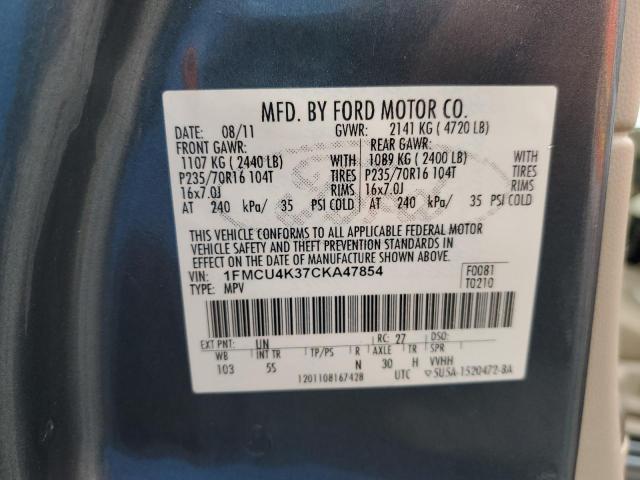 MFD. BY FORD MOTOR CO.
DATE: 08/11 GVWR: 2141 KG ( 4720 LB)
FRONT GAWR: REAR GAWR:
1107 KG ( 2440 LB) WITH 1089 KG ( 2400 LB) WITH
P235/70R16 104T TIRES P235/70R16 104T TIRES
16x7.0J RIMS 16x7.0J RIMS
AT 240 kPa/ 35 PSI COLD AT 240 kPa/ 35 PSI COLD
Ford
THIS VEHICLE CONFORMS TO ALL APPLICABLE FEDERAL MOTOR
VEHICLE SAFETY AND THEFT PREVENTION STANDARDS IN
EFFECT ON THE DATE OF MANUFACTURE SHOWN ABOVE.
VIN: 1FMCU4K37CKA47854 F0081
TYPE: MPV T0210
EXT PNT: UN RC: 27 DSO:
WB INT TR TP/PS R AXLE TR SPR
103 5S N 30 H VVHH
1201108167428 UTC ▽5U5A-1520472-8A